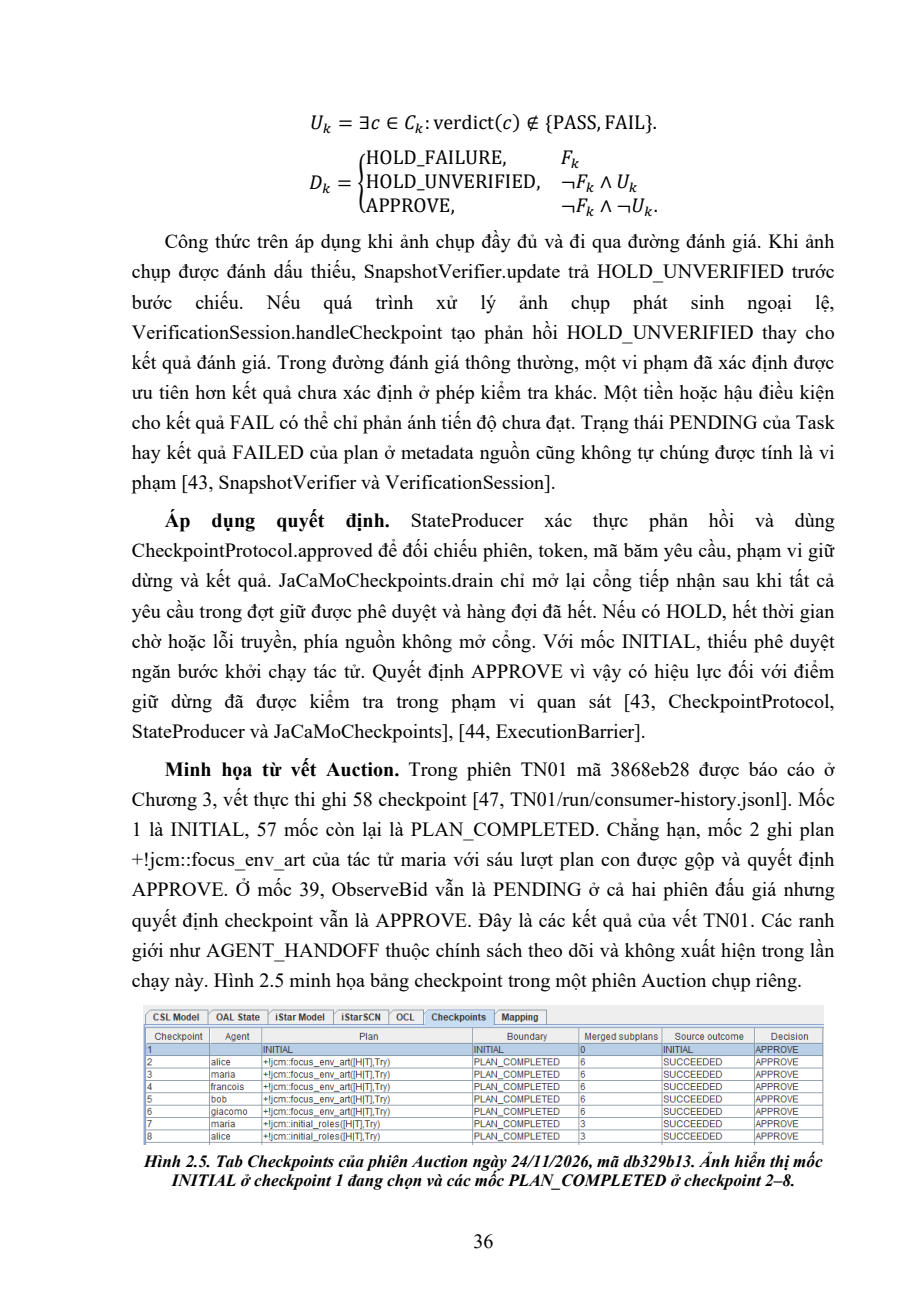 𝑈ₖ = ∃𝑐 ∈ 𝐶ₖ: verdict(𝑐) ∉ {PASS, FAIL}.
HOLD_FAILURE, 𝐹ₖ
𝐷ₖ = { HOLD_UNVERIFIED, ¬𝐹ₖ ∧ 𝑈ₖ
APPROVE, ¬𝐹ₖ ∧ ¬𝑈ₖ.
Công thức trên áp dụng khi ảnh chụp đầy đủ và đi qua đường đánh giá. Khi ảnh
chụp được đánh dấu thiếu, SnapshotVerifier.update trả HOLD_UNVERIFIED trước
bước chiếu. Nếu quá trình xử lý ảnh chụp phát sinh ngoại lệ,
VerificationSession.handleCheckpoint tạo phản hồi HOLD_UNVERIFIED thay cho
kết quả đánh giá. Trong đường đánh giá thông thường, một vi phạm đã xác định được
ưu tiên hơn kết quả chưa xác định ở phép kiểm tra khác. Một tiền hoặc hậu điều kiện
cho kết quả FAIL có thể chỉ phản ánh tiến độ chưa đạt. Trạng thái PENDING của Task
hay kết quả FAILED của plan ở metadata nguồn cũng không tự chúng được tính là vi
phạm [43, SnapshotVerifier và VerificationSession].
Áp dụng quyết định. StateProducer xác thực phản hồi và dùng
CheckpointProtocol.approved để đối chiếu phiên, token, mã băm yêu cầu, phạm vi giữ
dừng và kết quả. JaCaMoCheckpoints.drain chỉ mở lại cổng tiếp nhận sau khi tất cả
yêu cầu trong đợt giữ được phê duyệt và hàng đợi đã hết. Nếu có HOLD, hết thời gian
chờ hoặc lỗi truyền, phía nguồn không mở cổng. Với mốc INITIAL, thiếu phê duyệt
ngăn bước khởi chạy tác tử. Quyết định APPROVE vì vậy có hiệu lực đối với điểm
giữ dừng đã được kiểm tra trong phạm vi quan sát [43, CheckpointProtocol,
StateProducer và JaCaMoCheckpoints], [44, ExecutionBarrier].
Minh họa từ vết Auction. Trong phiên TN01 mã 3868eb28 được báo cáo ở
Chương 3, vết thực thi ghi 58 checkpoint [47, TN01/run/consumer-history.jsonl]. Mốc
1 là INITIAL, 57 mốc còn lại là PLAN_COMPLETED. Chẳng hạn, mốc 2 ghi plan
+!jcm::focus_env_art của tác tử maria với sáu lượt plan con được gộp và quyết định
APPROVE. Ở mốc 39, ObserveBid vẫn là PENDING ở cả hai phiên đấu giá nhưng
quyết định checkpoint vẫn là APPROVE. Đây là các kết quả của vết TN01. Các ranh
giới như AGENT_HANDOFF thuộc chính sách theo dõi và không xuất hiện trong lần
chạy này. Hình 2.5 minh họa bảng checkpoint trong một phiên Auction chụp riêng.
CSL Model OAL State iStar Model iStarSCN OCL Checkpoints Mapping
Checkpoint Agent Plan Boundary Merged subplans Source outcome Decision
1 INITIAL INITIAL 0 INITIAL APPROVE
2 alice +!jcm::focus_env_art([H|T],Try) PLAN_COMPLETED 6 SUCCEEDED APPROVE
3 maria +!jcm::focus_env_art([H|T],Try) PLAN_COMPLETED 6 SUCCEEDED APPROVE
4 francois +!jcm::focus_env_art([H|T],Try) PLAN_COMPLETED 6 SUCCEEDED APPROVE
5 bob +!jcm::focus_env_art([H|T],Try) PLAN_COMPLETED 6 SUCCEEDED APPROVE
6 giacomo +!jcm::focus_env_art([H|T],Try) PLAN_COMPLETED 6 SUCCEEDED APPROVE
7 maria +!jcm::initial_roles([H|T],Try) PLAN_COMPLETED 3 SUCCEEDED APPROVE
8 alice +!jcm::initial_roles([H|T],Try) PLAN_COMPLETED 3 SUCCEEDED APPROVE
Hình 2.5. Tab Checkpoints của phiên Auction ngày 24/11/2026, mã db329b13. Ảnh hiển thị mốc
INITIAL ở checkpoint 1 đang chọn và các mốc PLAN_COMPLETED ở checkpoint 2–8.
36